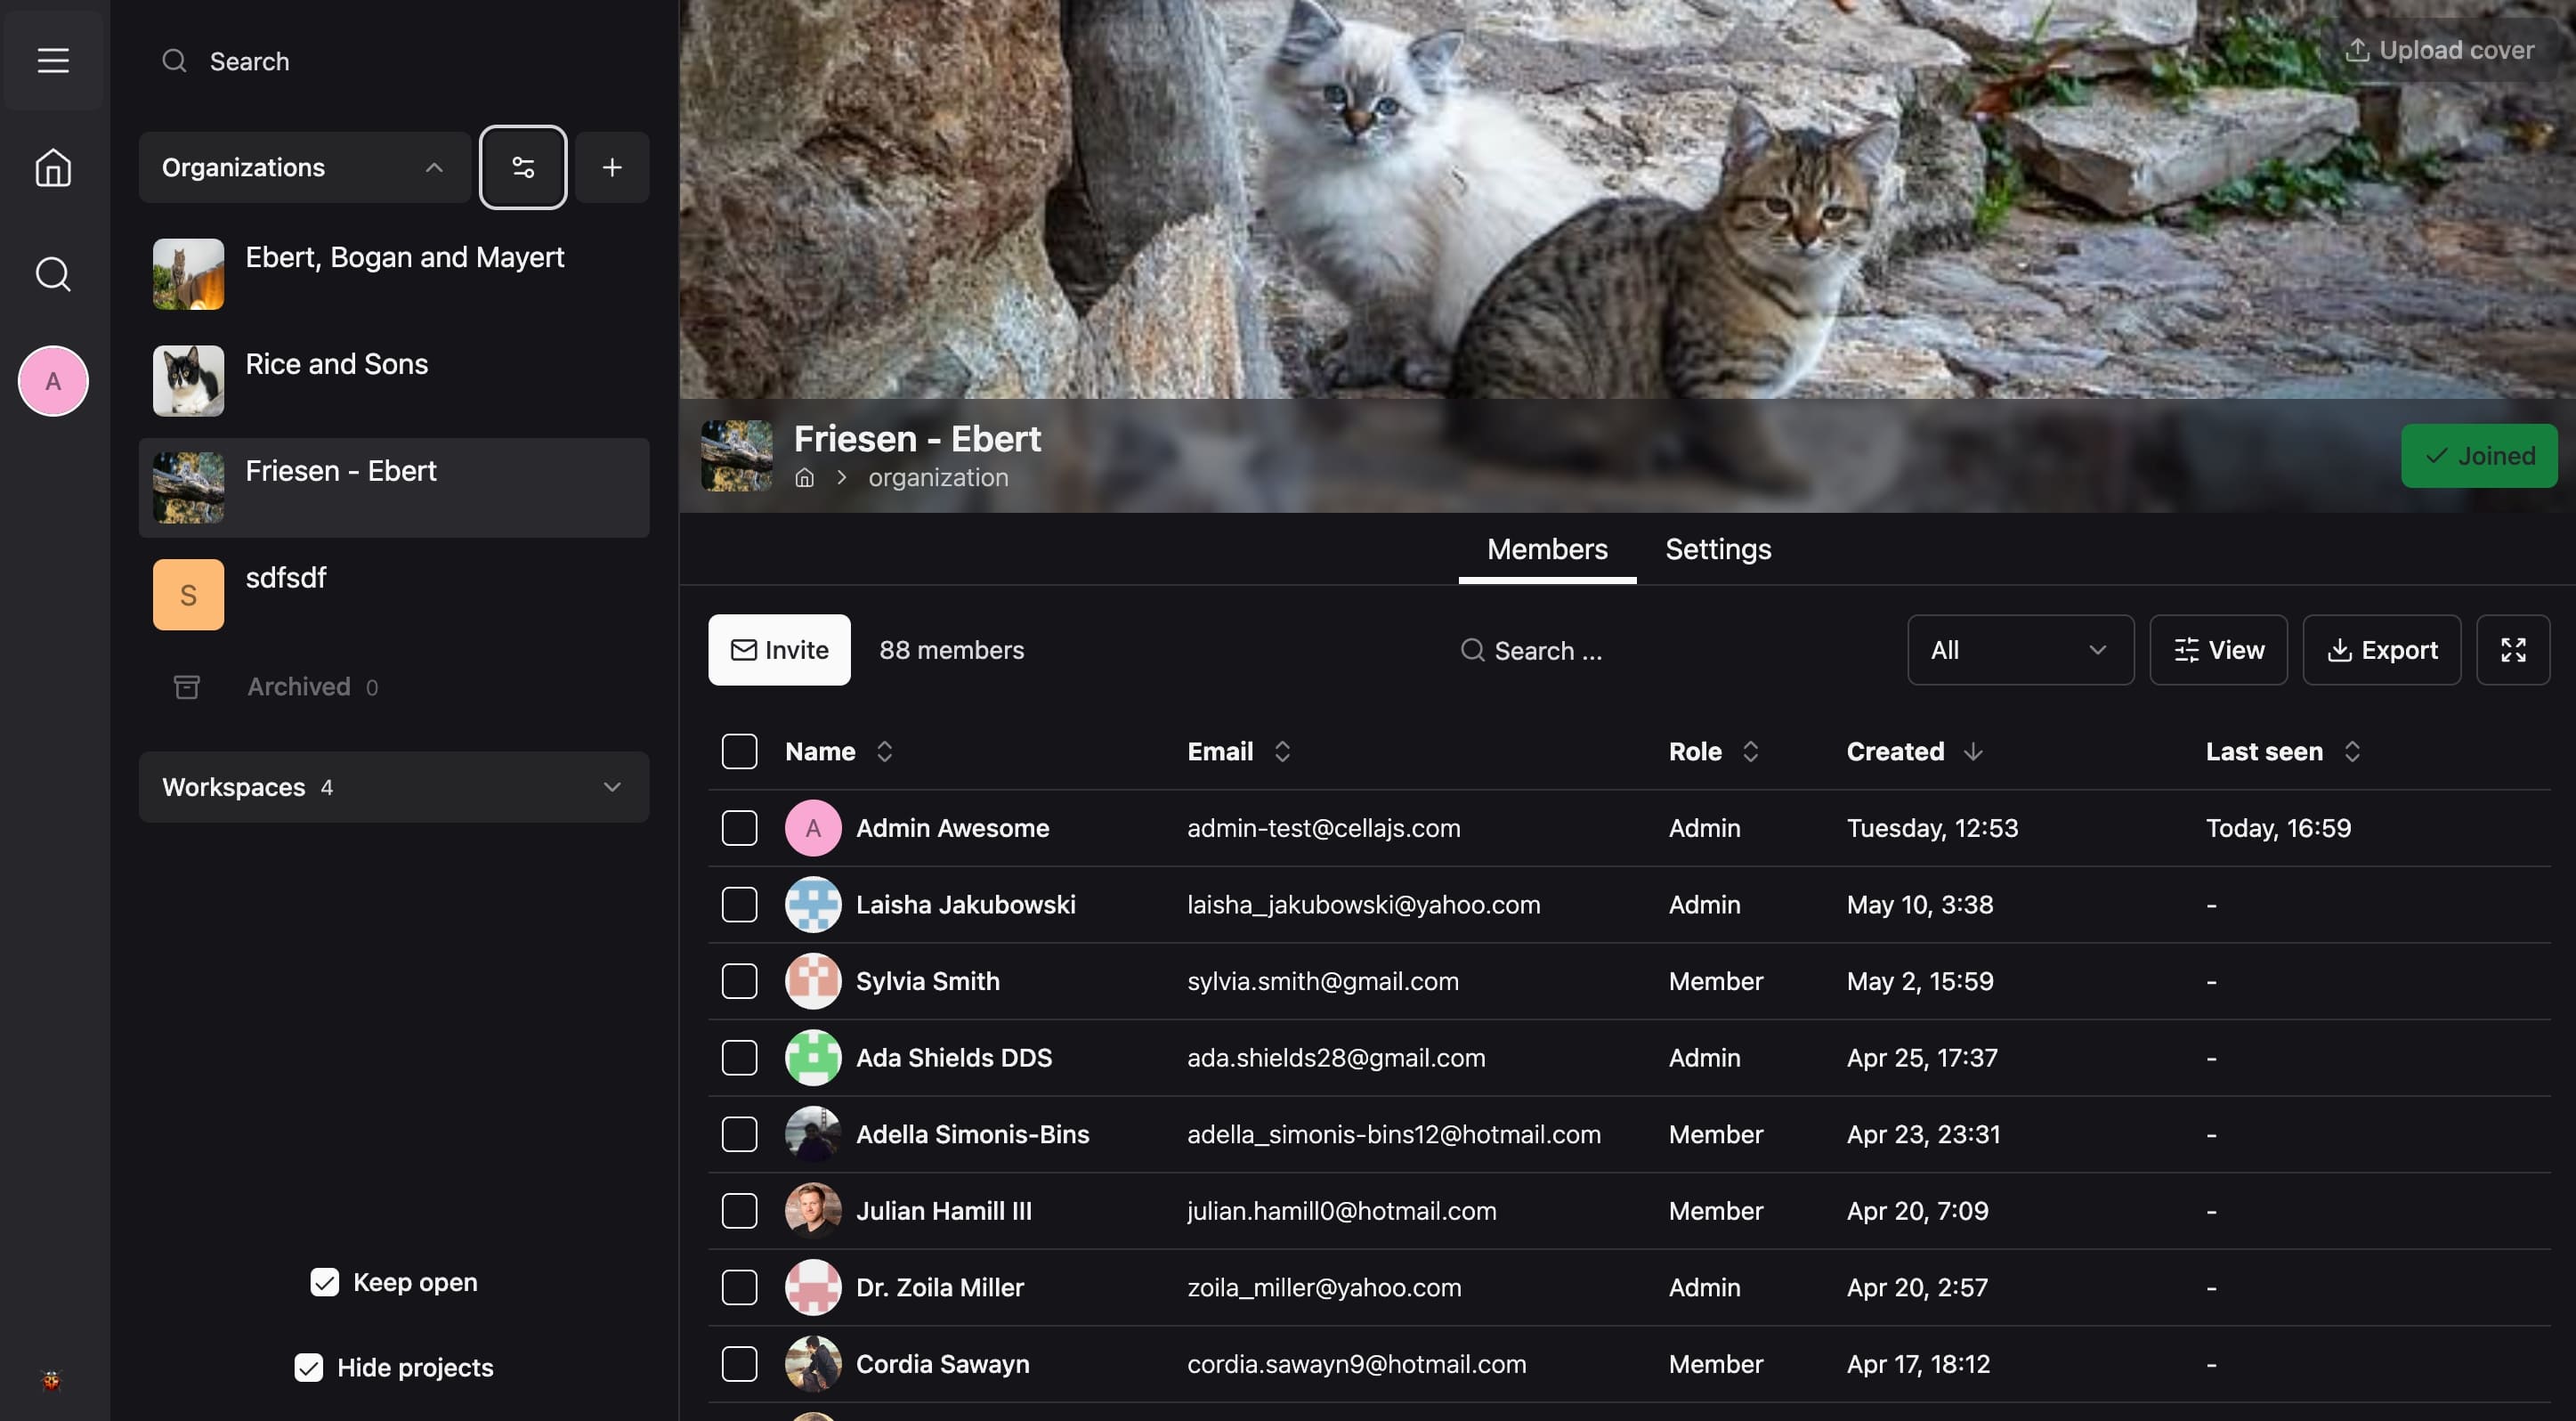 Search
Organizations
Ebert, Bogan and Mayert
Rice and Sons
Friesen - Ebert
S
sdfsdf
Archived 0
Workspaces 4
Keep open
Hide projects
A
Upload cover
Friesen - Ebert
organization
Joined
Members Settings
Invite 88 members Search ... All View Export
Name Email Role Created Last seen
A Admin Awesome admin-test@cellajs.com Admin Tuesday, 12:53 Today, 16:59
Laisha Jakubowski laisha_jakubowski@yahoo.com Admin May 10, 3:38 -
Sylvia Smith sylvia.smith@gmail.com Member May 2, 15:59 -
Ada Shields DDS ada.shields28@gmail.com Admin Apr 25, 17:37 -
Adella Simonis-Bins adella_simonis-bins12@hotmail.com Member Apr 23, 23:31 -
Julian Hamill III julian.hamill0@hotmail.com Member Apr 20, 7:09 -
Dr. Zoila Miller zoila_miller@yahoo.com Admin Apr 20, 2:57 -
Cordia Sawayn cordia.sawayn9@hotmail.com Member Apr 17, 18:12 -